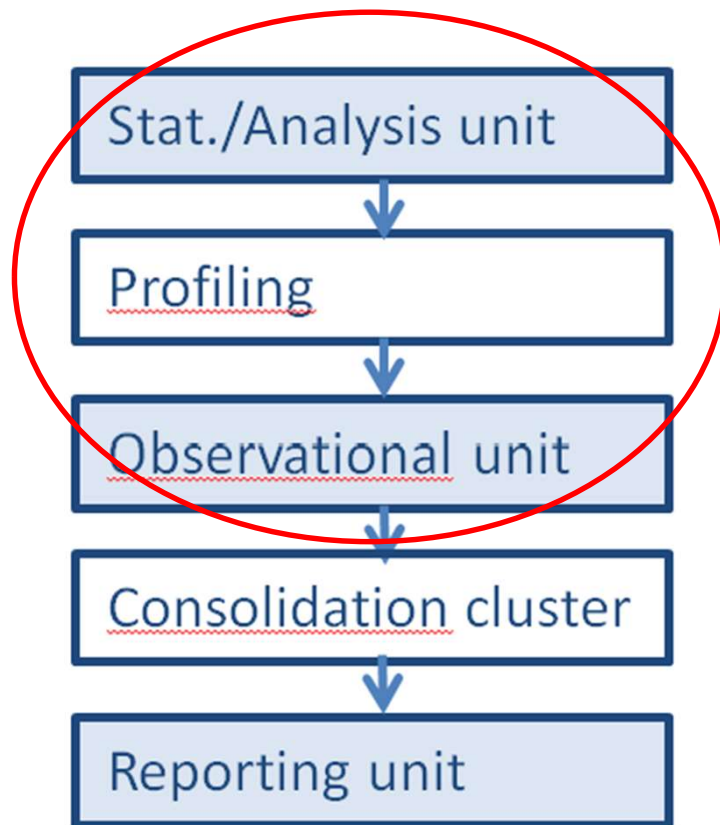 Stat./Analysis unit
Profiling
Observational unit
Consolidation cluster
Reporting unit